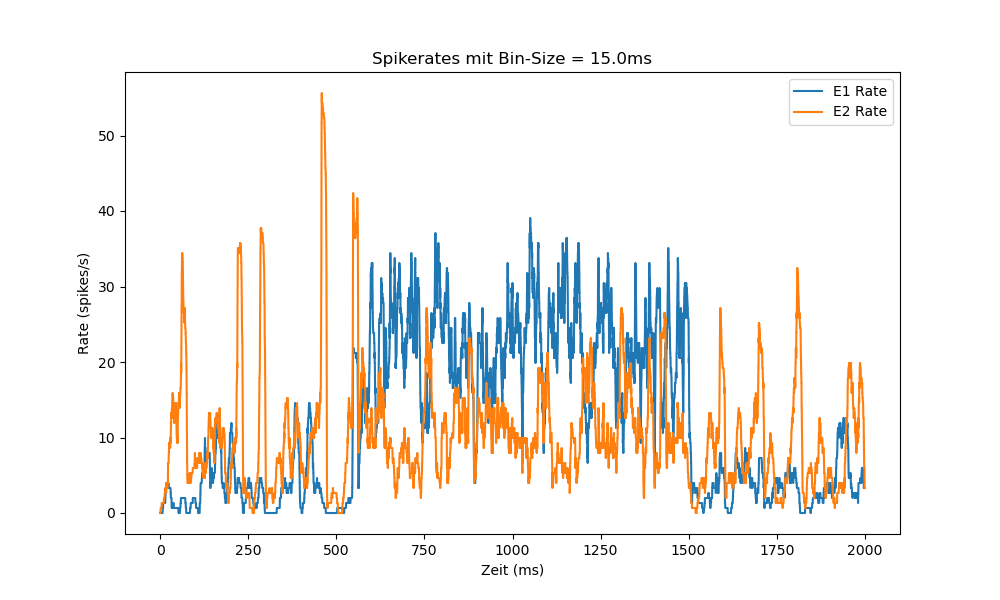 Spikerates mit Bin-Size = 15.0ms
E1 Rate
E2 Rate
50
40
30
20
10
0
Rate (spikes/s)
0 250 500 750 1000 1250 1500 1750 2000
Zeit (ms)